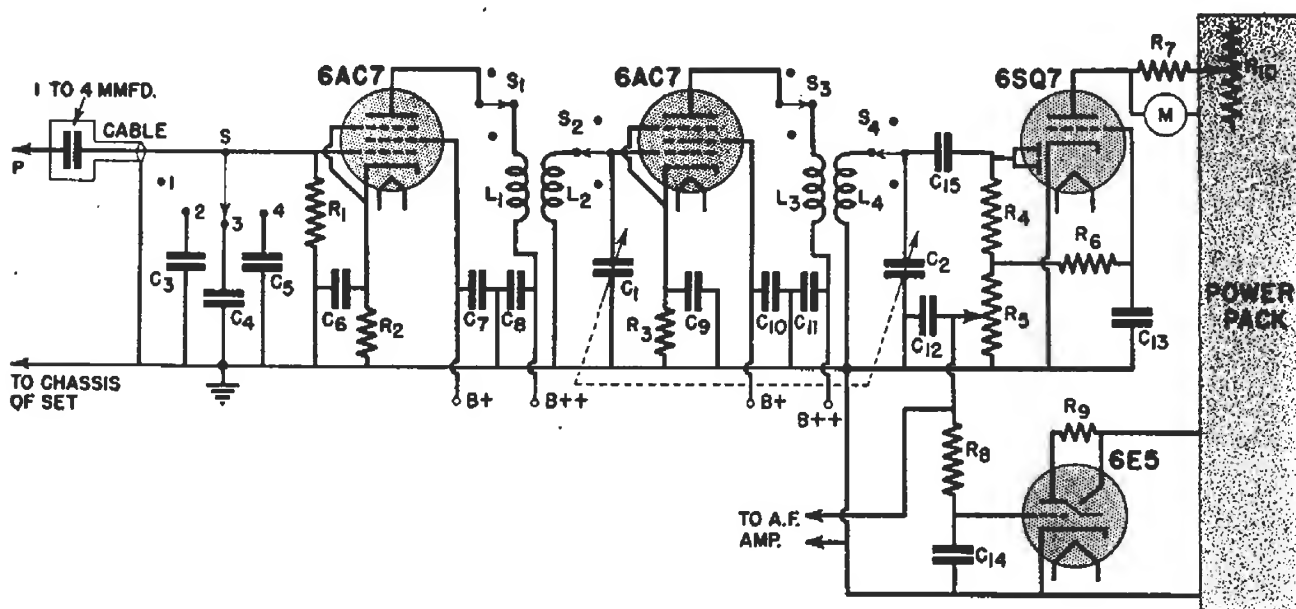 1 TO 4 MMFD.
CABLE
P
S
1
2
3
4
C3
C4
C5
R1
C6
R2
6AC7
C7
C8
B+
B++
S1
L1
L2
S2
C1
6AC7
R3
C9
C10
C11
B+
B++
S3
L3
L4
S4
C15
C2
C12
R4
R5
R6
C13
6SQ7
R7
R10
M
POWER
PACK
TO CHASSIS
OF SET
R8
R9
6E5
C14
TO A.F.
AMP.